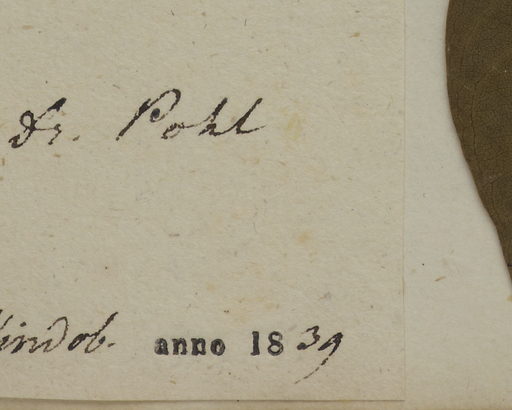 Dr. Pohl
indob. anno 1839